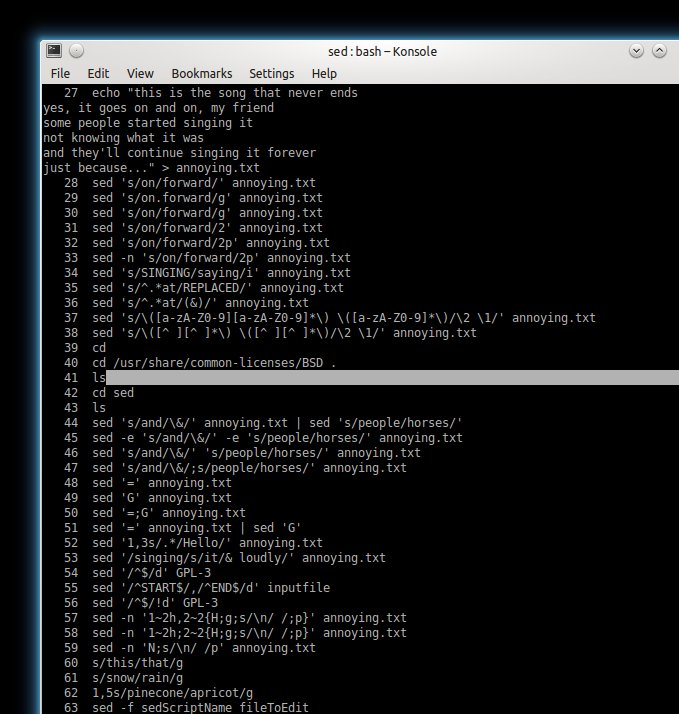 sed : bash – Konsole
File Edit View Bookmarks Settings Help
27 echo "this is the song that never ends
yes, it goes on and on, my friend
some people started singing it
not knowing what it was
and they'll continue singing it forever
just because..." > annoying.txt
28 sed 's/on/forward/' annoying.txt
29 sed 's/on.forward/g' annoying.txt
30 sed 's/on/forward/g' annoying.txt
31 sed 's/on/forward/2' annoying.txt
32 sed 's/on/forward/2p' annoying.txt
33 sed -n 's/on/forward/2p' annoying.txt
34 sed 's/SINGING/saying/i' annoying.txt
35 sed 's/^.*at/REPLACED/' annoying.txt
36 sed 's/^.*at/(&)/' annoying.txt
37 sed 's/\([a-zA-Z0-9][a-zA-Z0-9]*\) \([a-zA-Z0-9]*\)/\2 \1/' annoying.txt
38 sed 's/\([^ ][^ ]*\) \([^ ][^ ]*\)/\2 \1/' annoying.txt
39 cd
40 cd /usr/share/common-licenses/BSD .
41 ls
42 cd sed
43 ls
44 sed 's/and/\&/' annoying.txt | sed 's/people/horses/'
45 sed -e 's/and/\&/' -e 's/people/horses/' annoying.txt
46 sed 's/and/\&/' 's/people/horses/' annoying.txt
47 sed 's/and/\&/;s/people/horses/' annoying.txt
48 sed '=' annoying.txt
49 sed 'G' annoying.txt
50 sed '=;G' annoying.txt
51 sed '=' annoying.txt | sed 'G'
52 sed '1,3s/.*/Hello/' annoying.txt
53 sed '/singing/s/it/& loudly/' annoying.txt
54 sed '/^$/d' GPL-3
55 sed '/^START$/,/^END$/d' inputfile
56 sed '/^$/!d' GPL-3
57 sed -n '1~2h,2~2{H;g;s/\n/ /;p}' annoying.txt
58 sed -n '1~2h;2~2{H;g;s/\n/ /;p}' annoying.txt
59 sed -n 'N;s/\n/ /p' annoying.txt
60 s/this/that/g
61 s/snow/rain/g
62 1,5s/pinecone/apricot/g
63 sed -f sedScriptName fileToEdit